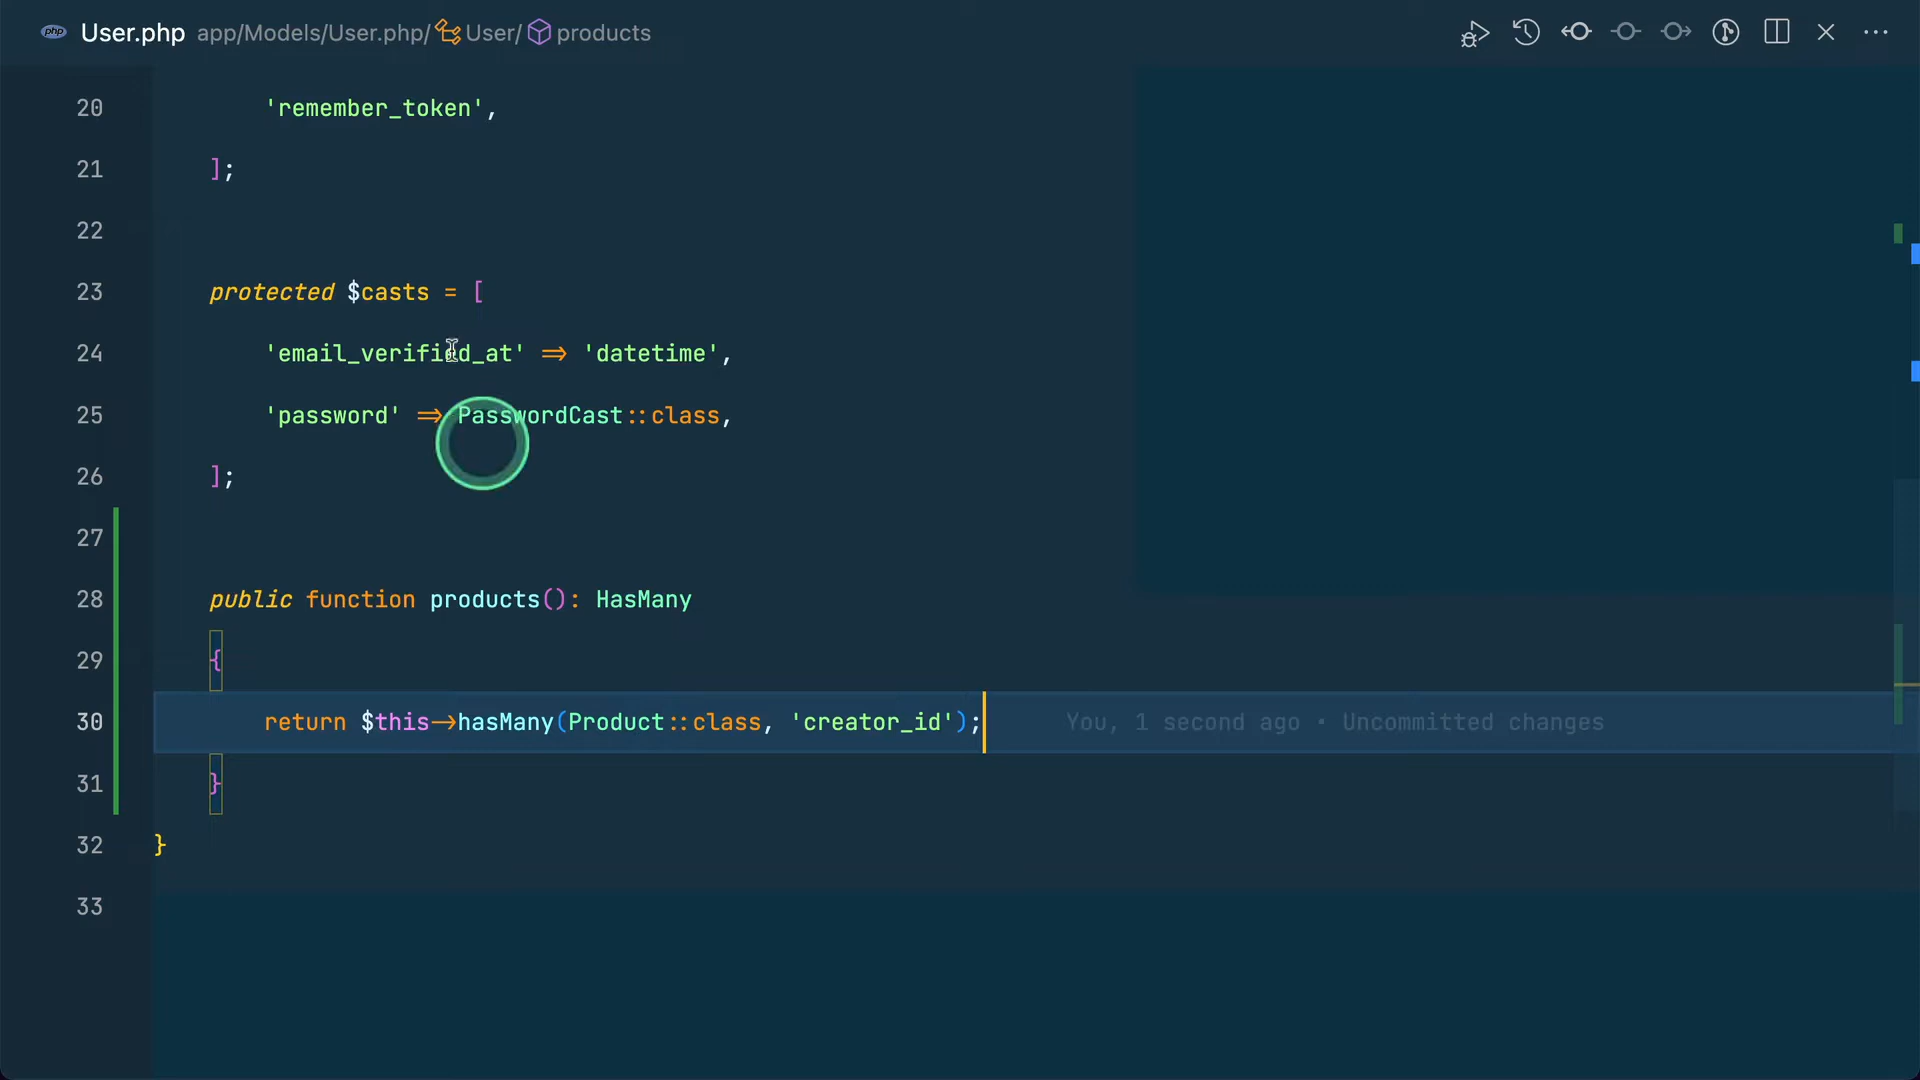 php User.php app/Models/User.php/ User/ products
20 'remember_token',
21 ];
22
23 protected $casts = [
24 'email_verified_at' => 'datetime',
25 'password' => PasswordCast::class,
26 ];
27
28 public function products(): HasMany
29 {
30 return $this->hasMany(Product::class, 'creator_id'); You, 1 second ago • Uncommitted changes
31 }
32 }
33